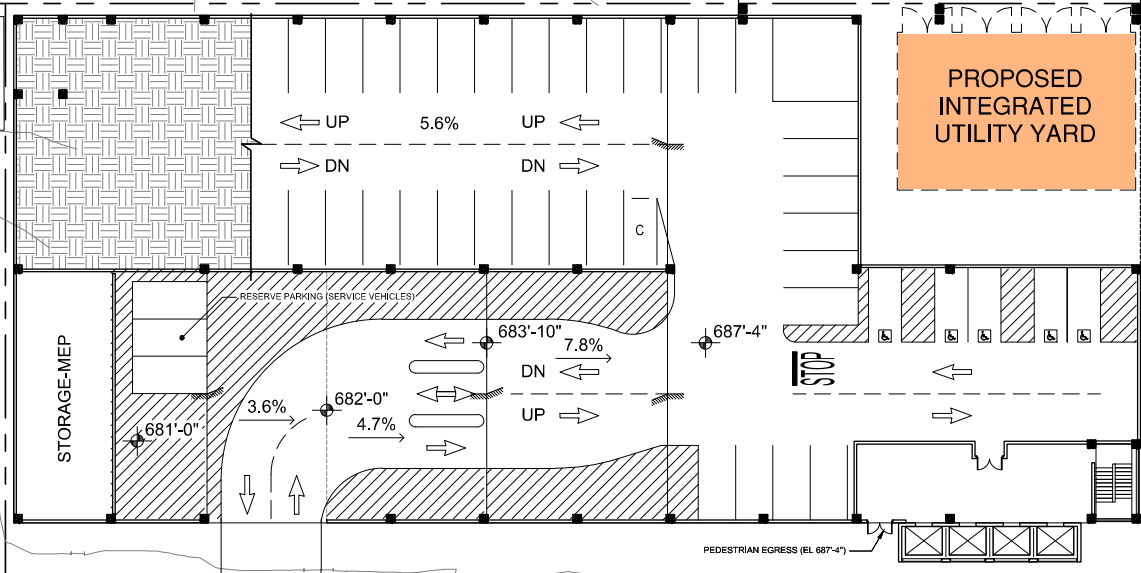 PROPOSED
INTEGRATED
UTILITY YARD
UP
5.6%
UP
DN
DN
C
RESERVE PARKING (SERVICE VEHICLES)
STORAGE-MEP
683'-10"
687'-4"
7.8%
DN
STOP
682'-0"
3.6%
4.7%
UP
681'-0"
PEDESTRIAN EGRESS (EL 687'-4")